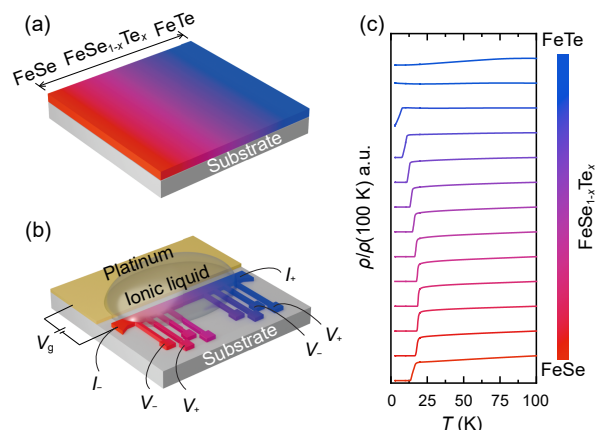 (a)
FeSe FeSe1-xTex FeTe
Substrate
(b)
Platinum
Ionic liquid
I+
Vg
I−
V−
V+
V−
V+
Substrate
(c)
FeTe
ρ/ρ(100 K) a.u.
FeSe1-xTex
FeSe
0 25 50 75 100
T (K)